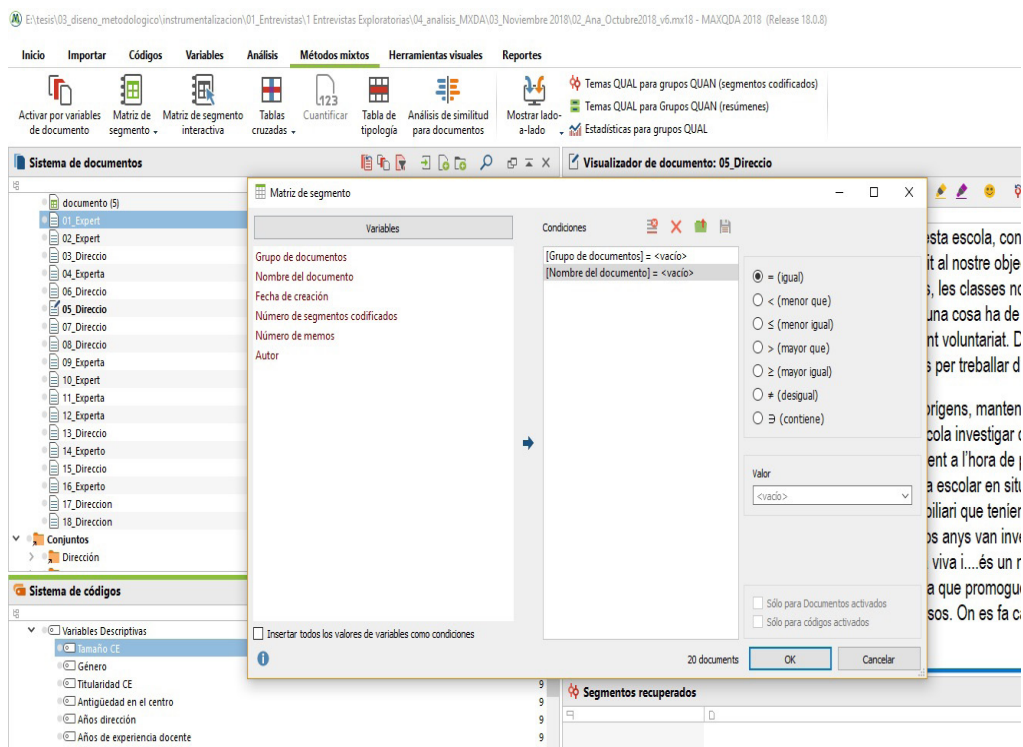 E:\tesis\03_diseno_metodologico\instrumentalizacion\01_Entrevistas\1 Entrevistas Exploratorias\04_analisis_MXDA\03_Noviembre 2018\02_Ana_Octubre2018_v6.mx18 - MAXQDA 2018 (Release 18.0.8)
Inicio Importar Códigos Variables Análisis Métodos mixtos Herramientas visuales Reportes
Activar por variables de documento
Matriz de segmento
Matriz de segmento interactiva
Tablas cruzadas
123
Cuantificar
Tabla de tipología
Análisis de similitud para documentos
Mostrar lado-a-lado
Temas QUAL para grupos QUAN (segmentos codificados)
Temas QUAL para Grupos QUAN (resúmenes)
Estadísticas para grupos QUAL
Sistema de documentos
documento (5)
01_Expert
02_Expert
03_Direccio
04_Experta
06_Direccio
05_Direccio
07_Direccio
08_Direccio
09_Experta
10_Expert
11_Experta
12_Experta
13_Direccio
14_Experto
15_Direccio
16_Experto
17_Direccion
18_Direccion
Conjuntos
Dirección
Sistema de códigos
Variables Descriptivas
Tamaño CE
Género
Titularidad CE
Antigüedad en el centro 9
Años dirección 9
Años de experiencia docente 9
9
Matriz de segmento
Variables
Grupo de documentos
Nombre del documento
Fecha de creación
Número de segmentos codificados
Número de memos
Autor
Insertar todos los valores de variables como condiciones
Condiciones
[Grupo de documentos] = <vacío>
[Nombre del documento] = <vacío>
= (igual)
< (menor que)
≤ (menor igual)
> (mayor que)
≥ (mayor igual)
≠ (desigual)
∋ (contiene)
Valor
<vacío>
Sólo para Documentos activados
Sólo para códigos activados
20 documents OK Cancelar
Visualizador de documento: 05_Direccio
esta escola, con
it al nostre obje
s, les classes no
una cosa ha de
nt voluntariat. D
s per treballar d
orígens, manten
cola investigar
ent a l'hora de
a escolar en situ
biliari que tenien
os anys van inve
viva i....és un
a que promogue
sos. On es fa ca
Segmentos recuperados